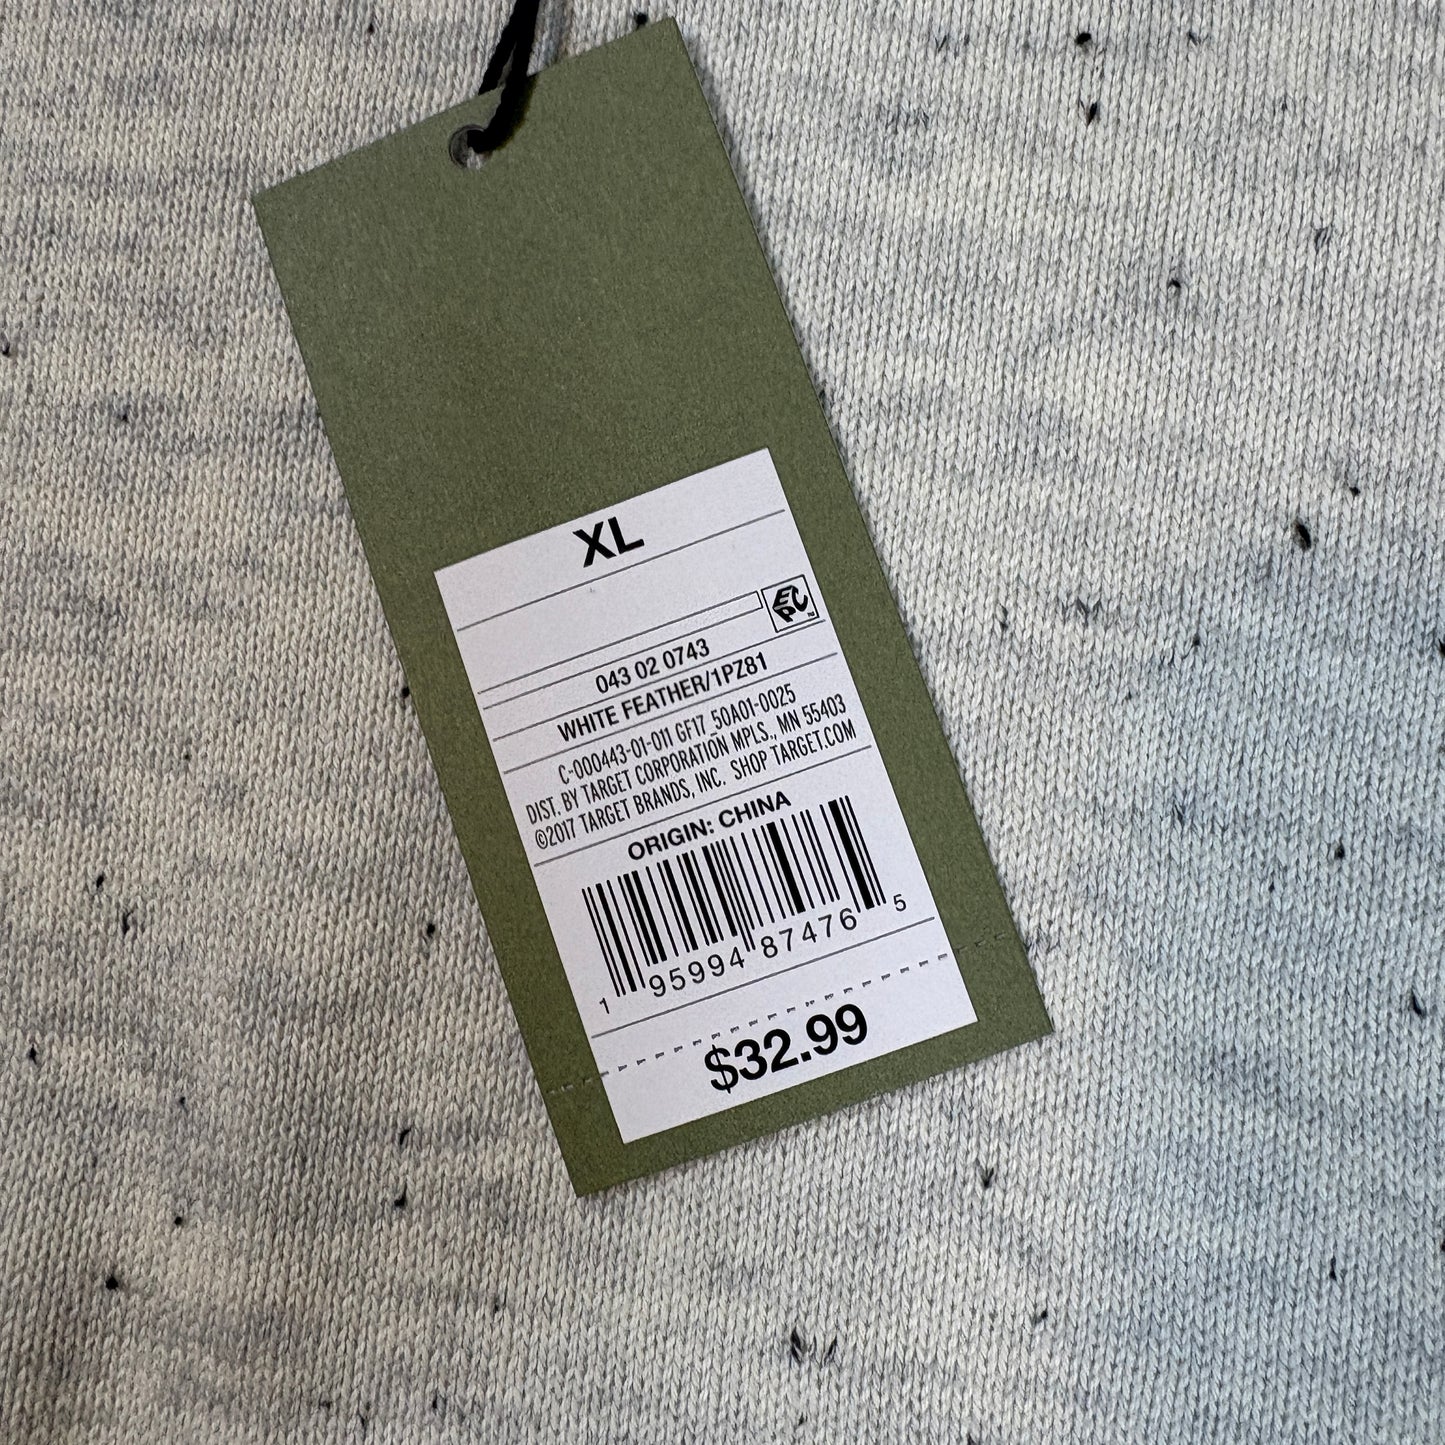 XL
EPC
043 02 0743
WHITE FEATHER/1PZ81
C-000443-01-011 GF17_50A01-0025
DIST. BY TARGET CORPORATION MPLS., MN 55403
©2017 TARGET BRANDS, INC. SHOP TARGET.COM
ORIGIN: CHINA
1 95994 87476 5
$32.99